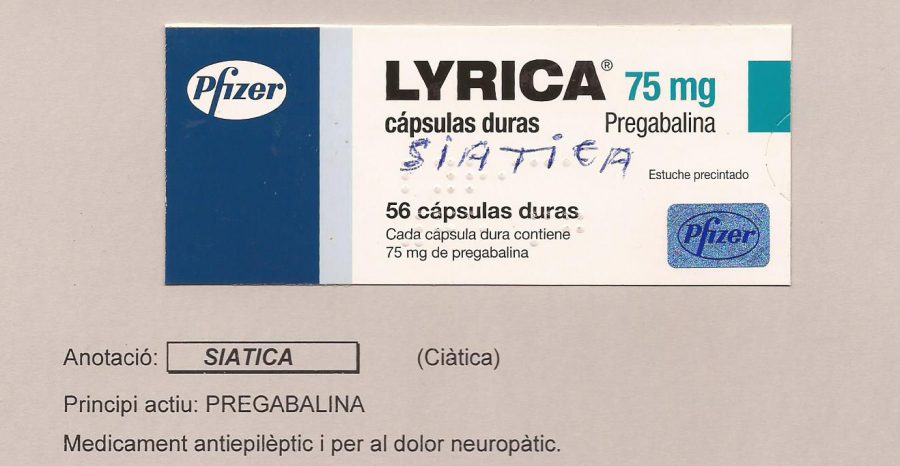 Pfizer
LYRICA® 75 mg
cápsulas duras Pregabalina
SIATICA
Estuche precintado
56 cápsulas duras
Cada cápsula dura contiene
75 mg de pregabalina
Pfizer
Anotació: SIATICA (Ciàtica)
Principi actiu: PREGABALINA
Medicament antiepilèptic i per al dolor neuropàtic.